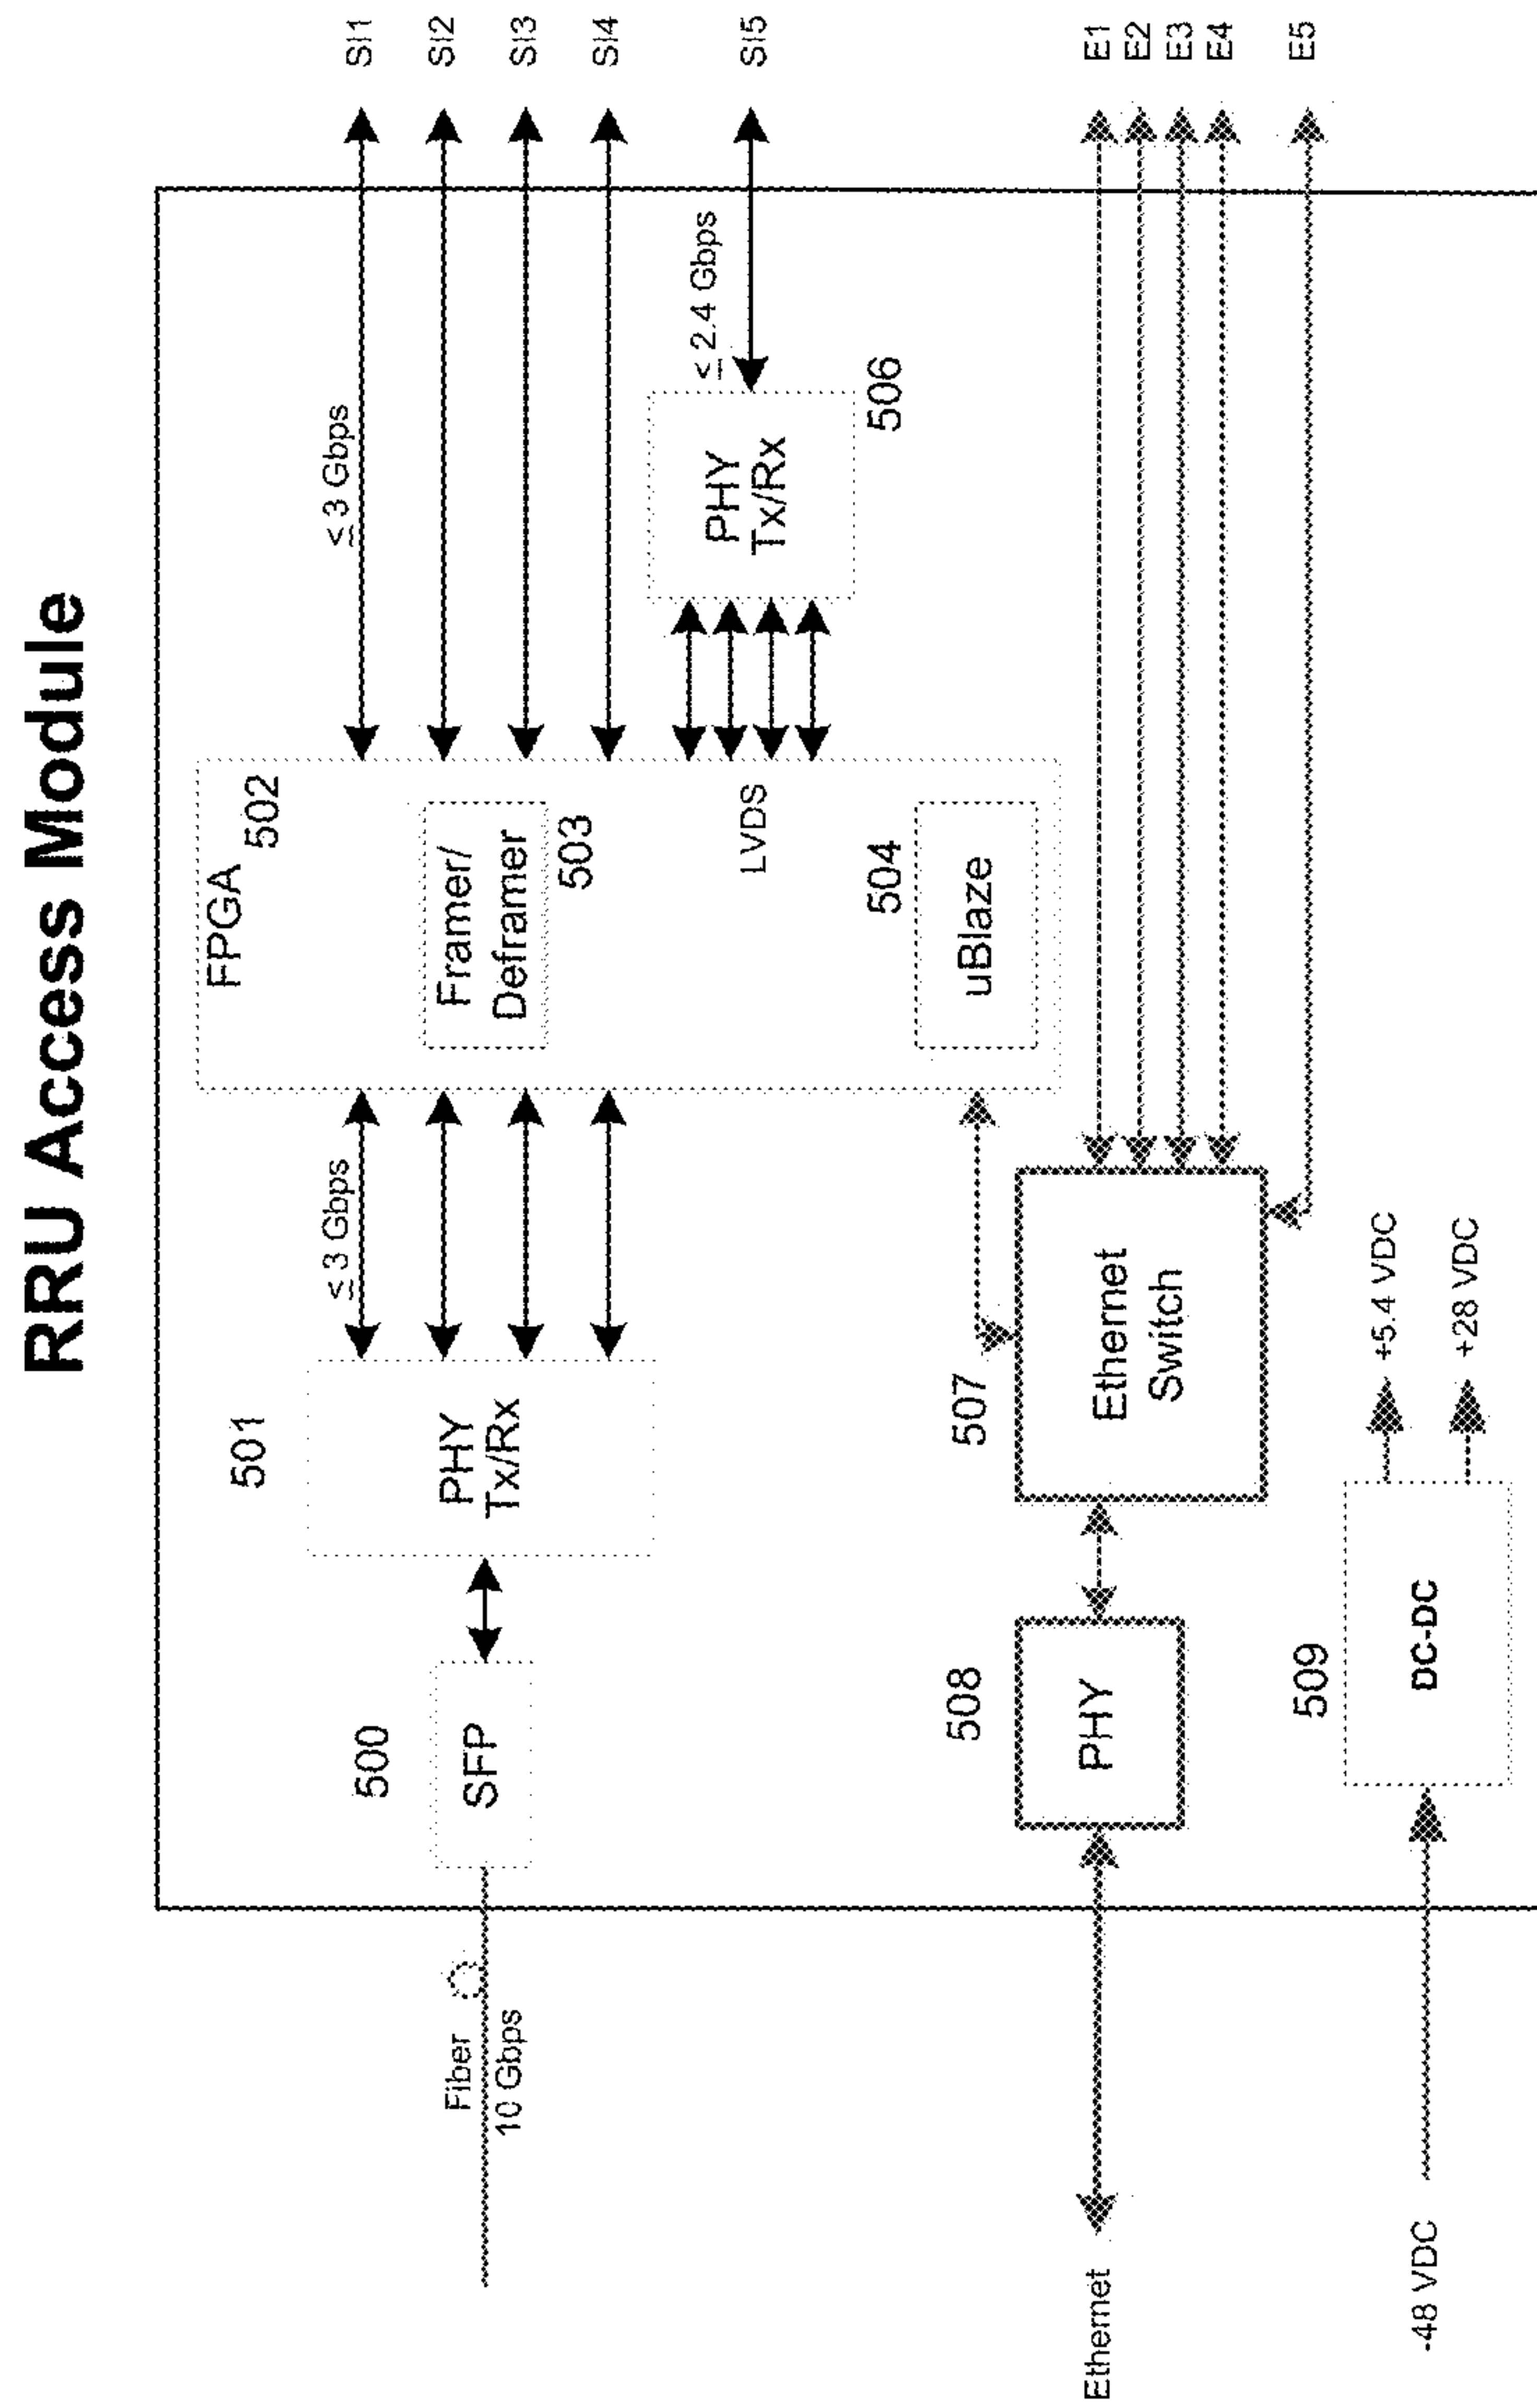 RRU Access Module
Fiber
10 Gbps
500
SFP
501
PHY
Tx/Rx
≤ 3 Gbps
FPGA
502
Framer/
Deframer
503
LVDS
504
uBlaze
≤ 3 Gbps
PHY
Tx/Rx
506
≤ 2.4 Gbps
SI1
SI2
SI3
SI4
SI5
Ethernet
508
PHY
507
Ethernet
Switch
E1
E2
E3
E4
E5
-48 VDC
509
DC-DC
+5.4 VDC
+28 VDC